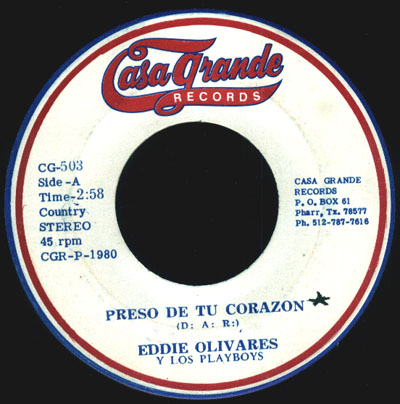 Casa Grande
RECORDS
CG-503
Side-A
Time-2:58
Country
STEREO
45 rpm
CGR-P-1980
CASA GRANDE
RECORDS
P. O. BOX 61
Pharr, Tx. 78577
Ph. 512-787-7616
PRESO DE TU CORAZON
(D: A: R:)
EDDIE OLIVARES
Y LOS PLAYBOYS